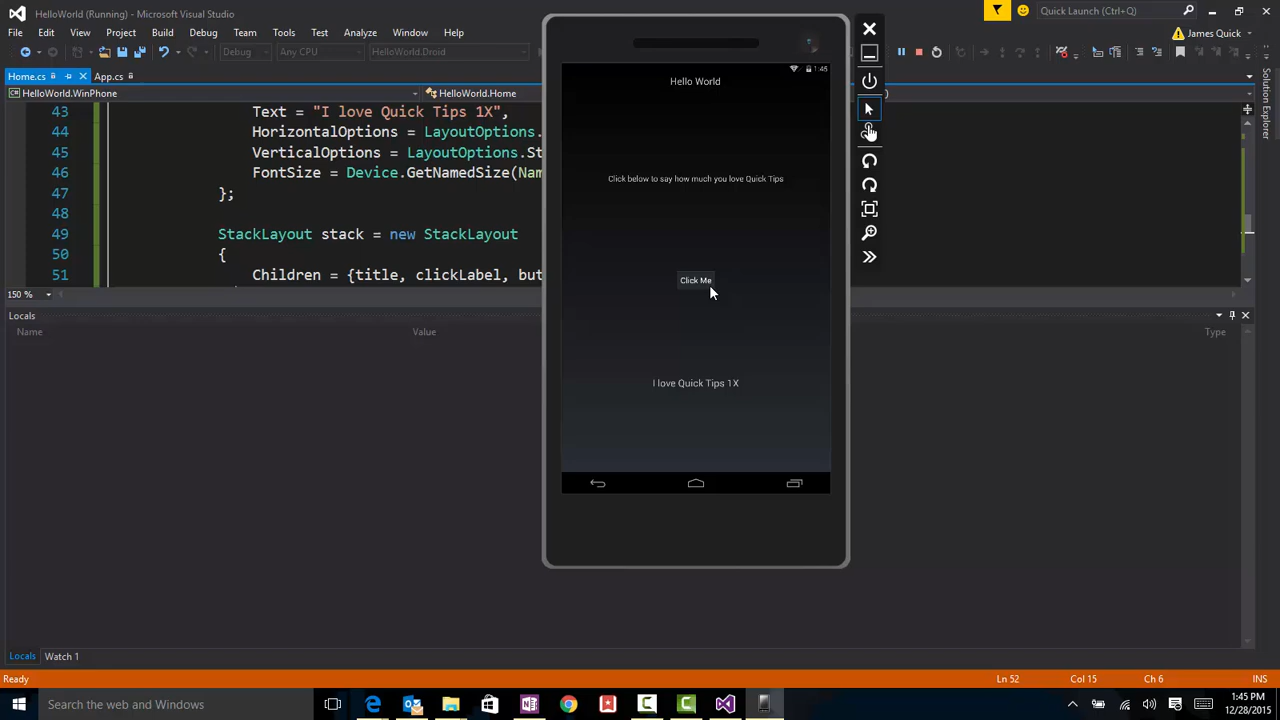 HelloWorld (Running) - Microsoft Visual Studio
Quick Launch (Ctrl+Q)
File Edit View Project Build Debug Team Tools Test Analyze Window Help
James Quick
Debug Any CPU HelloWorld.Droid
Home.cs App.cs
HelloWorld.WinPhone HelloWorld.Home
43 Text = "I love Quick Tips 1X",
44 HorizontalOptions = LayoutOptions.
45 VerticalOptions = LayoutOptions.St
46 FontSize = Device.GetNamedSize(Nam
47 };
48
49 StackLayout stack = new StackLayout
50 {
51 Children = {title, clickLabel, but
150 %
Solution Explorer
1:45
Hello World
Click below to say how much you love Quick Tips
Click Me
I love Quick Tips 1X
Locals
Name Value Type
Locals Watch 1
Ready Ln 52 Col 15 Ch 6 INS
Search the web and Windows
1:45 PM
12/28/2015